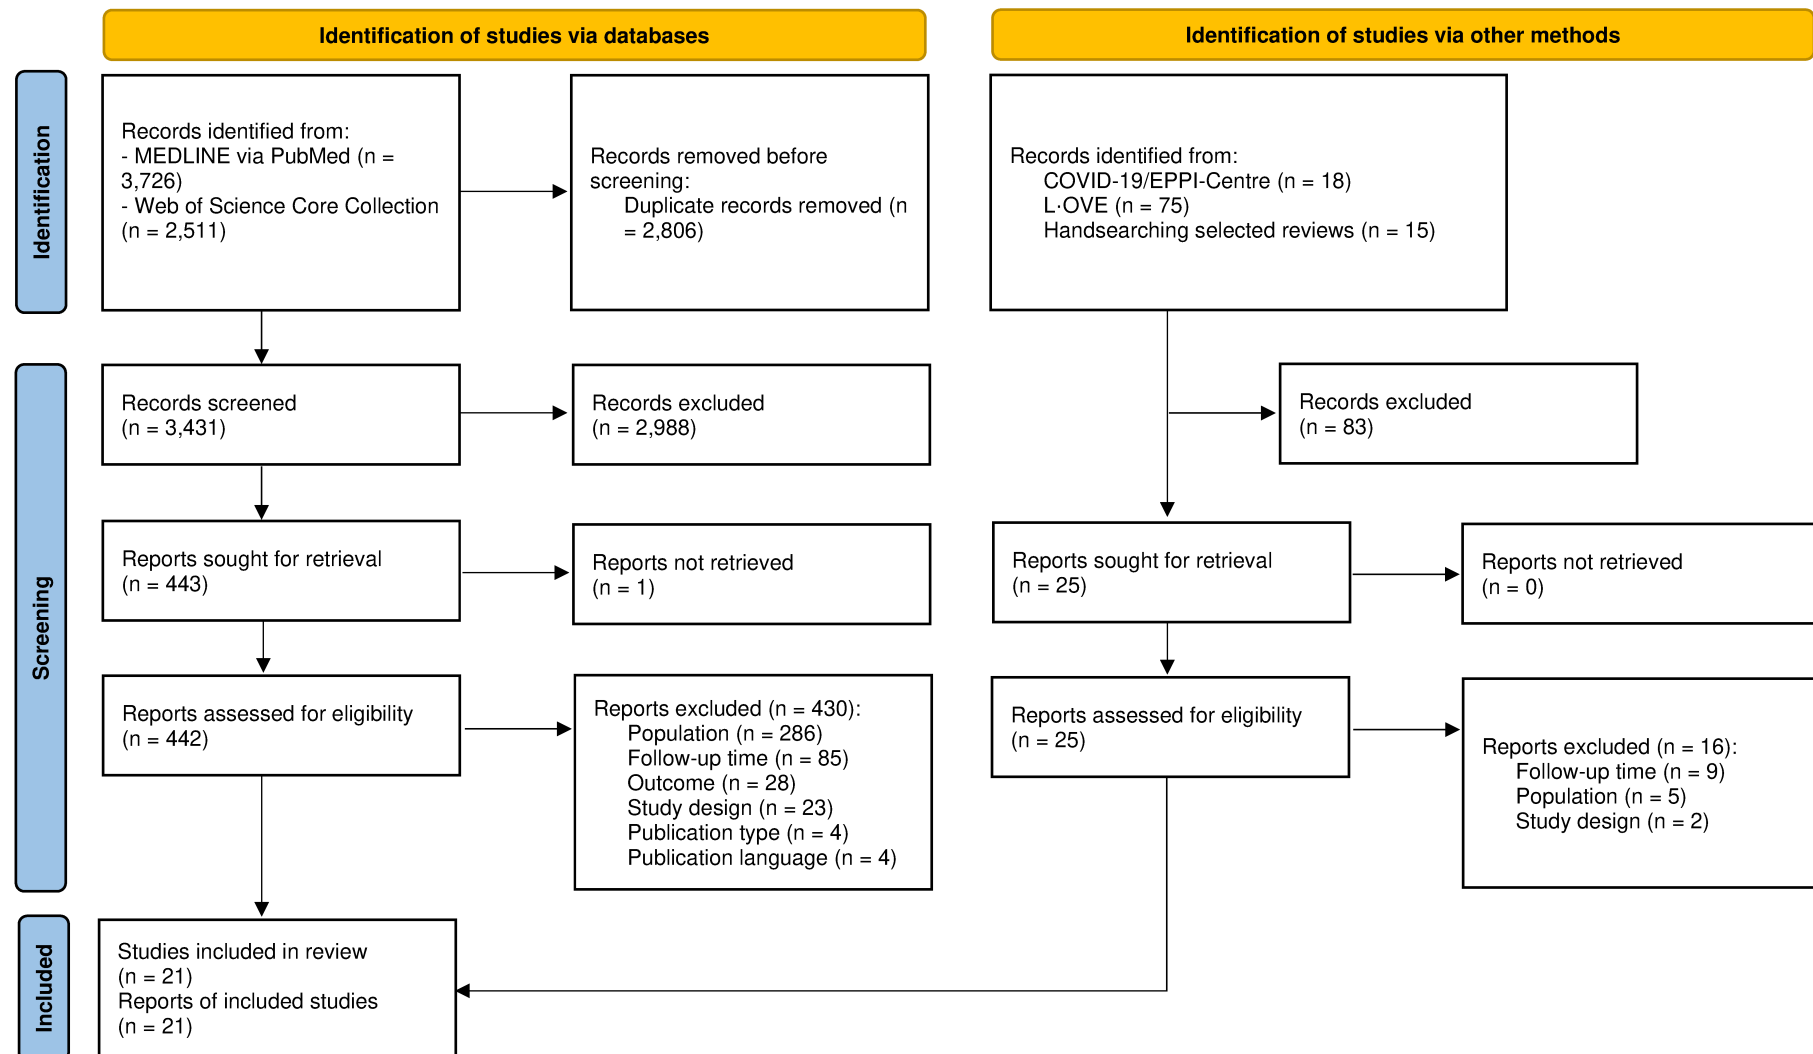 Identification of studies via databases
Identification of studies via other methods
Identification
Records identified from:
- MEDLINE via PubMed (n =
3,726)
- Web of Science Core Collection
(n = 2,511)
Records removed before
screening:
Duplicate records removed (n
= 2,806)
Records identified from:
COVID-19/EPPI-Centre (n = 18)
L·OVE (n = 75)
Handsearching selected reviews (n = 15)
Screening
Records screened
(n = 3,431)
Records excluded
(n = 2,988)
Records excluded
(n = 83)
Reports sought for retrieval
(n = 443)
Reports not retrieved
(n = 1)
Reports sought for retrieval
(n = 25)
Reports not retrieved
(n = 0)
Reports assessed for eligibility
(n = 442)
Reports excluded (n = 430):
Population (n = 286)
Follow-up time (n = 85)
Outcome (n = 28)
Study design (n = 23)
Publication type (n = 4)
Publication language (n = 4)
Reports assessed for eligibility
(n = 25)
Reports excluded (n = 16):
Follow-up time (n = 9)
Population (n = 5)
Study design (n = 2)
Included
Studies included in review
(n = 21)
Reports of included studies
(n = 21)